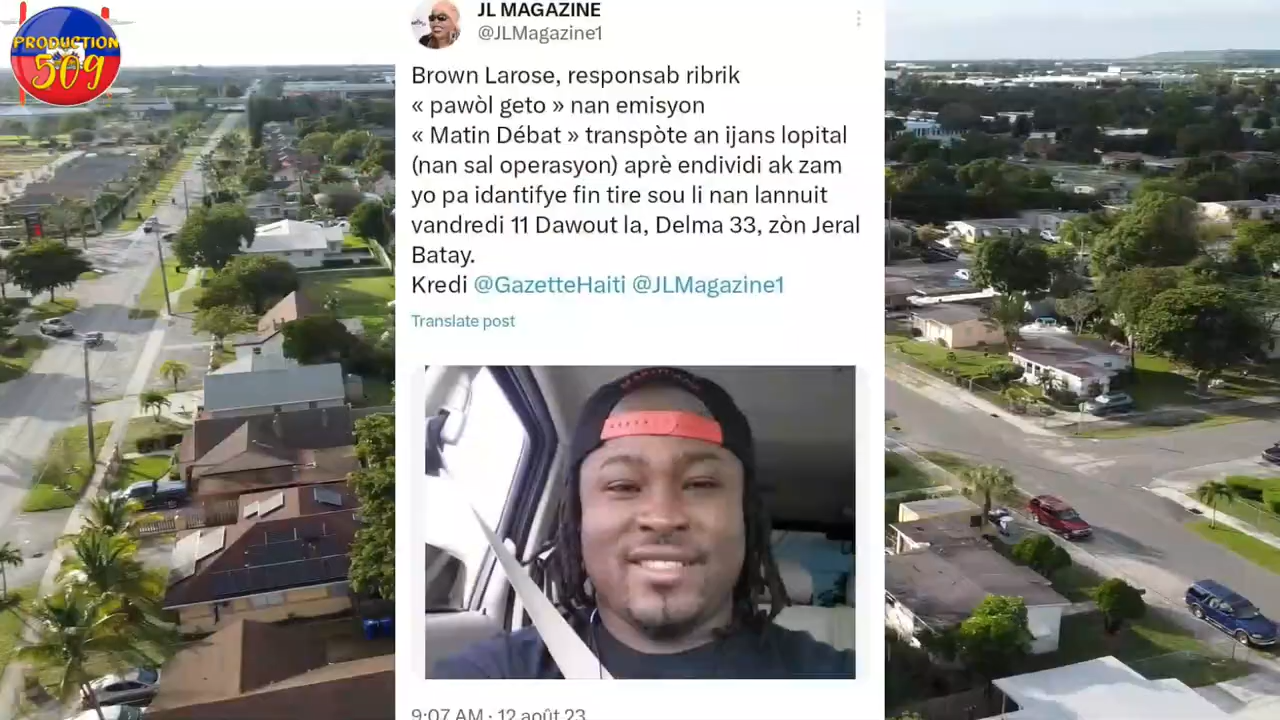 PRODUCTION
509
JL MAGAZINE
@JLMagazine1
Brown Larose, responsab ribrik
« pawòl geto » nan emisyon
« Matin Débat » transpòte an ijans lopital
(nan sal operasyon) aprè endividi ak zam
yo pa idantifye fin tire sou li nan lannuit
vandredi 11 Dawout la, Delma 33, zòn Jeral
Batay.
Kredi @GazetteHaiti @JLMagazine1
Translate post
9:07 AM · 12 août 23